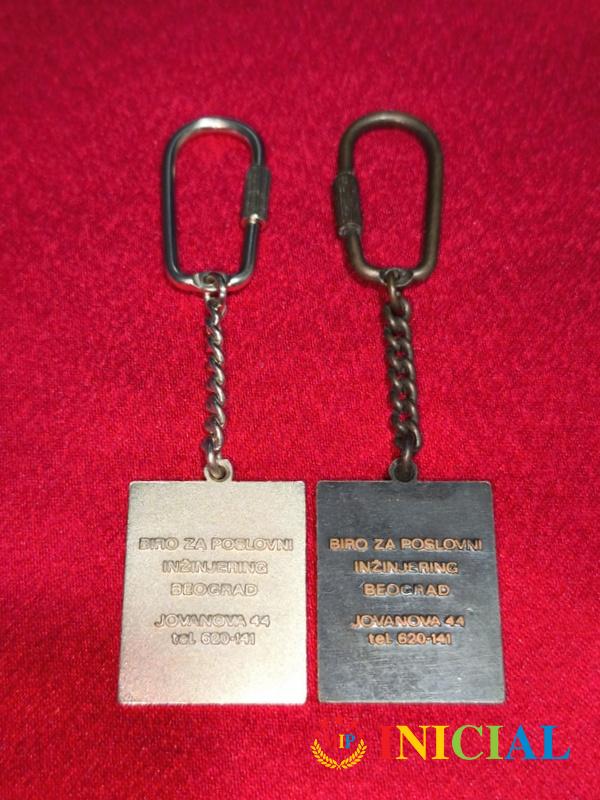 BIRO ZA POSLOVNI
INŽINJERING
BEOGRAD
JOVANOVA 44
tel. 620-141
BIRO ZA POSLOVNI
INŽINJERING
BEOGRAD
JOVANOVA 44
tel. 620-141
IP INICIAL